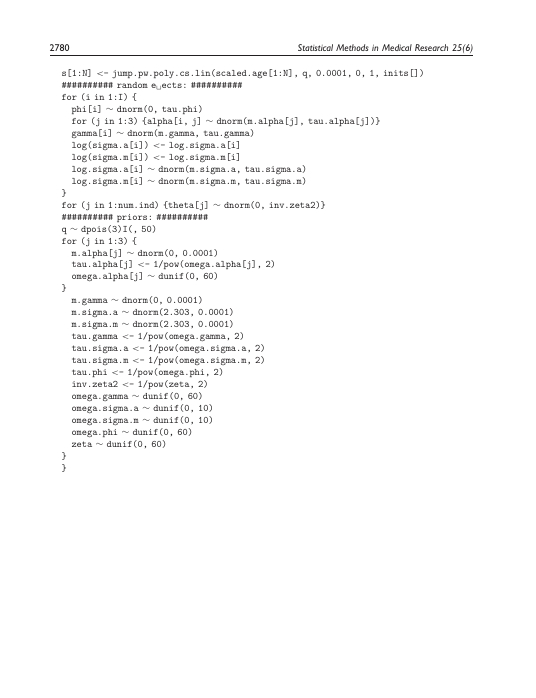 2780
Statistical Methods in Medical Research 25(6)
s[1:N] <- jump.pw.poly.cs.lin(scaled.age[1:N], q, 0.0001, 0, 1, inits[])
########## random e␣ects: ##########
for (i in 1:I) {
phi[i] ∼ dnorm(0, tau.phi)
for (j in 1:3) {alpha[i, j] ∼ dnorm(m.alpha[j], tau.alpha[j])}
gamma[i] ∼ dnorm(m.gamma, tau.gamma)
log(sigma.a[i]) <- log.sigma.a[i]
log(sigma.m[i]) <- log.sigma.m[i]
log.sigma.a[i] ∼ dnorm(m.sigma.a, tau.sigma.a)
log.sigma.m[i] ∼ dnorm(m.sigma.m, tau.sigma.m)
}
for (j in 1:num.ind) {theta[j] ∼ dnorm(0, inv.zeta2)}
########## priors: ##########
q ∼ dpois(3)I(, 50)
for (j in 1:3) {
m.alpha[j] ∼ dnorm(0, 0.0001)
tau.alpha[j] <- 1/pow(omega.alpha[j], 2)
omega.alpha[j] ∼ dunif(0, 60)
}
m.gamma ∼ dnorm(0, 0.0001)
m.sigma.a ∼ dnorm(2.303, 0.0001)
m.sigma.m ∼ dnorm(2.303, 0.0001)
tau.gamma <- 1/pow(omega.gamma, 2)
tau.sigma.a <- 1/pow(omega.sigma.a, 2)
tau.sigma.m <- 1/pow(omega.sigma.m, 2)
tau.phi <- 1/pow(omega.phi, 2)
inv.zeta2 <- 1/pow(zeta, 2)
omega.gamma ∼ dunif(0, 60)
omega.sigma.a ∼ dunif(0, 10)
omega.sigma.m ∼ dunif(0, 10)
omega.phi ∼ dunif(0, 60)
zeta ∼ dunif(0, 60)
}
}